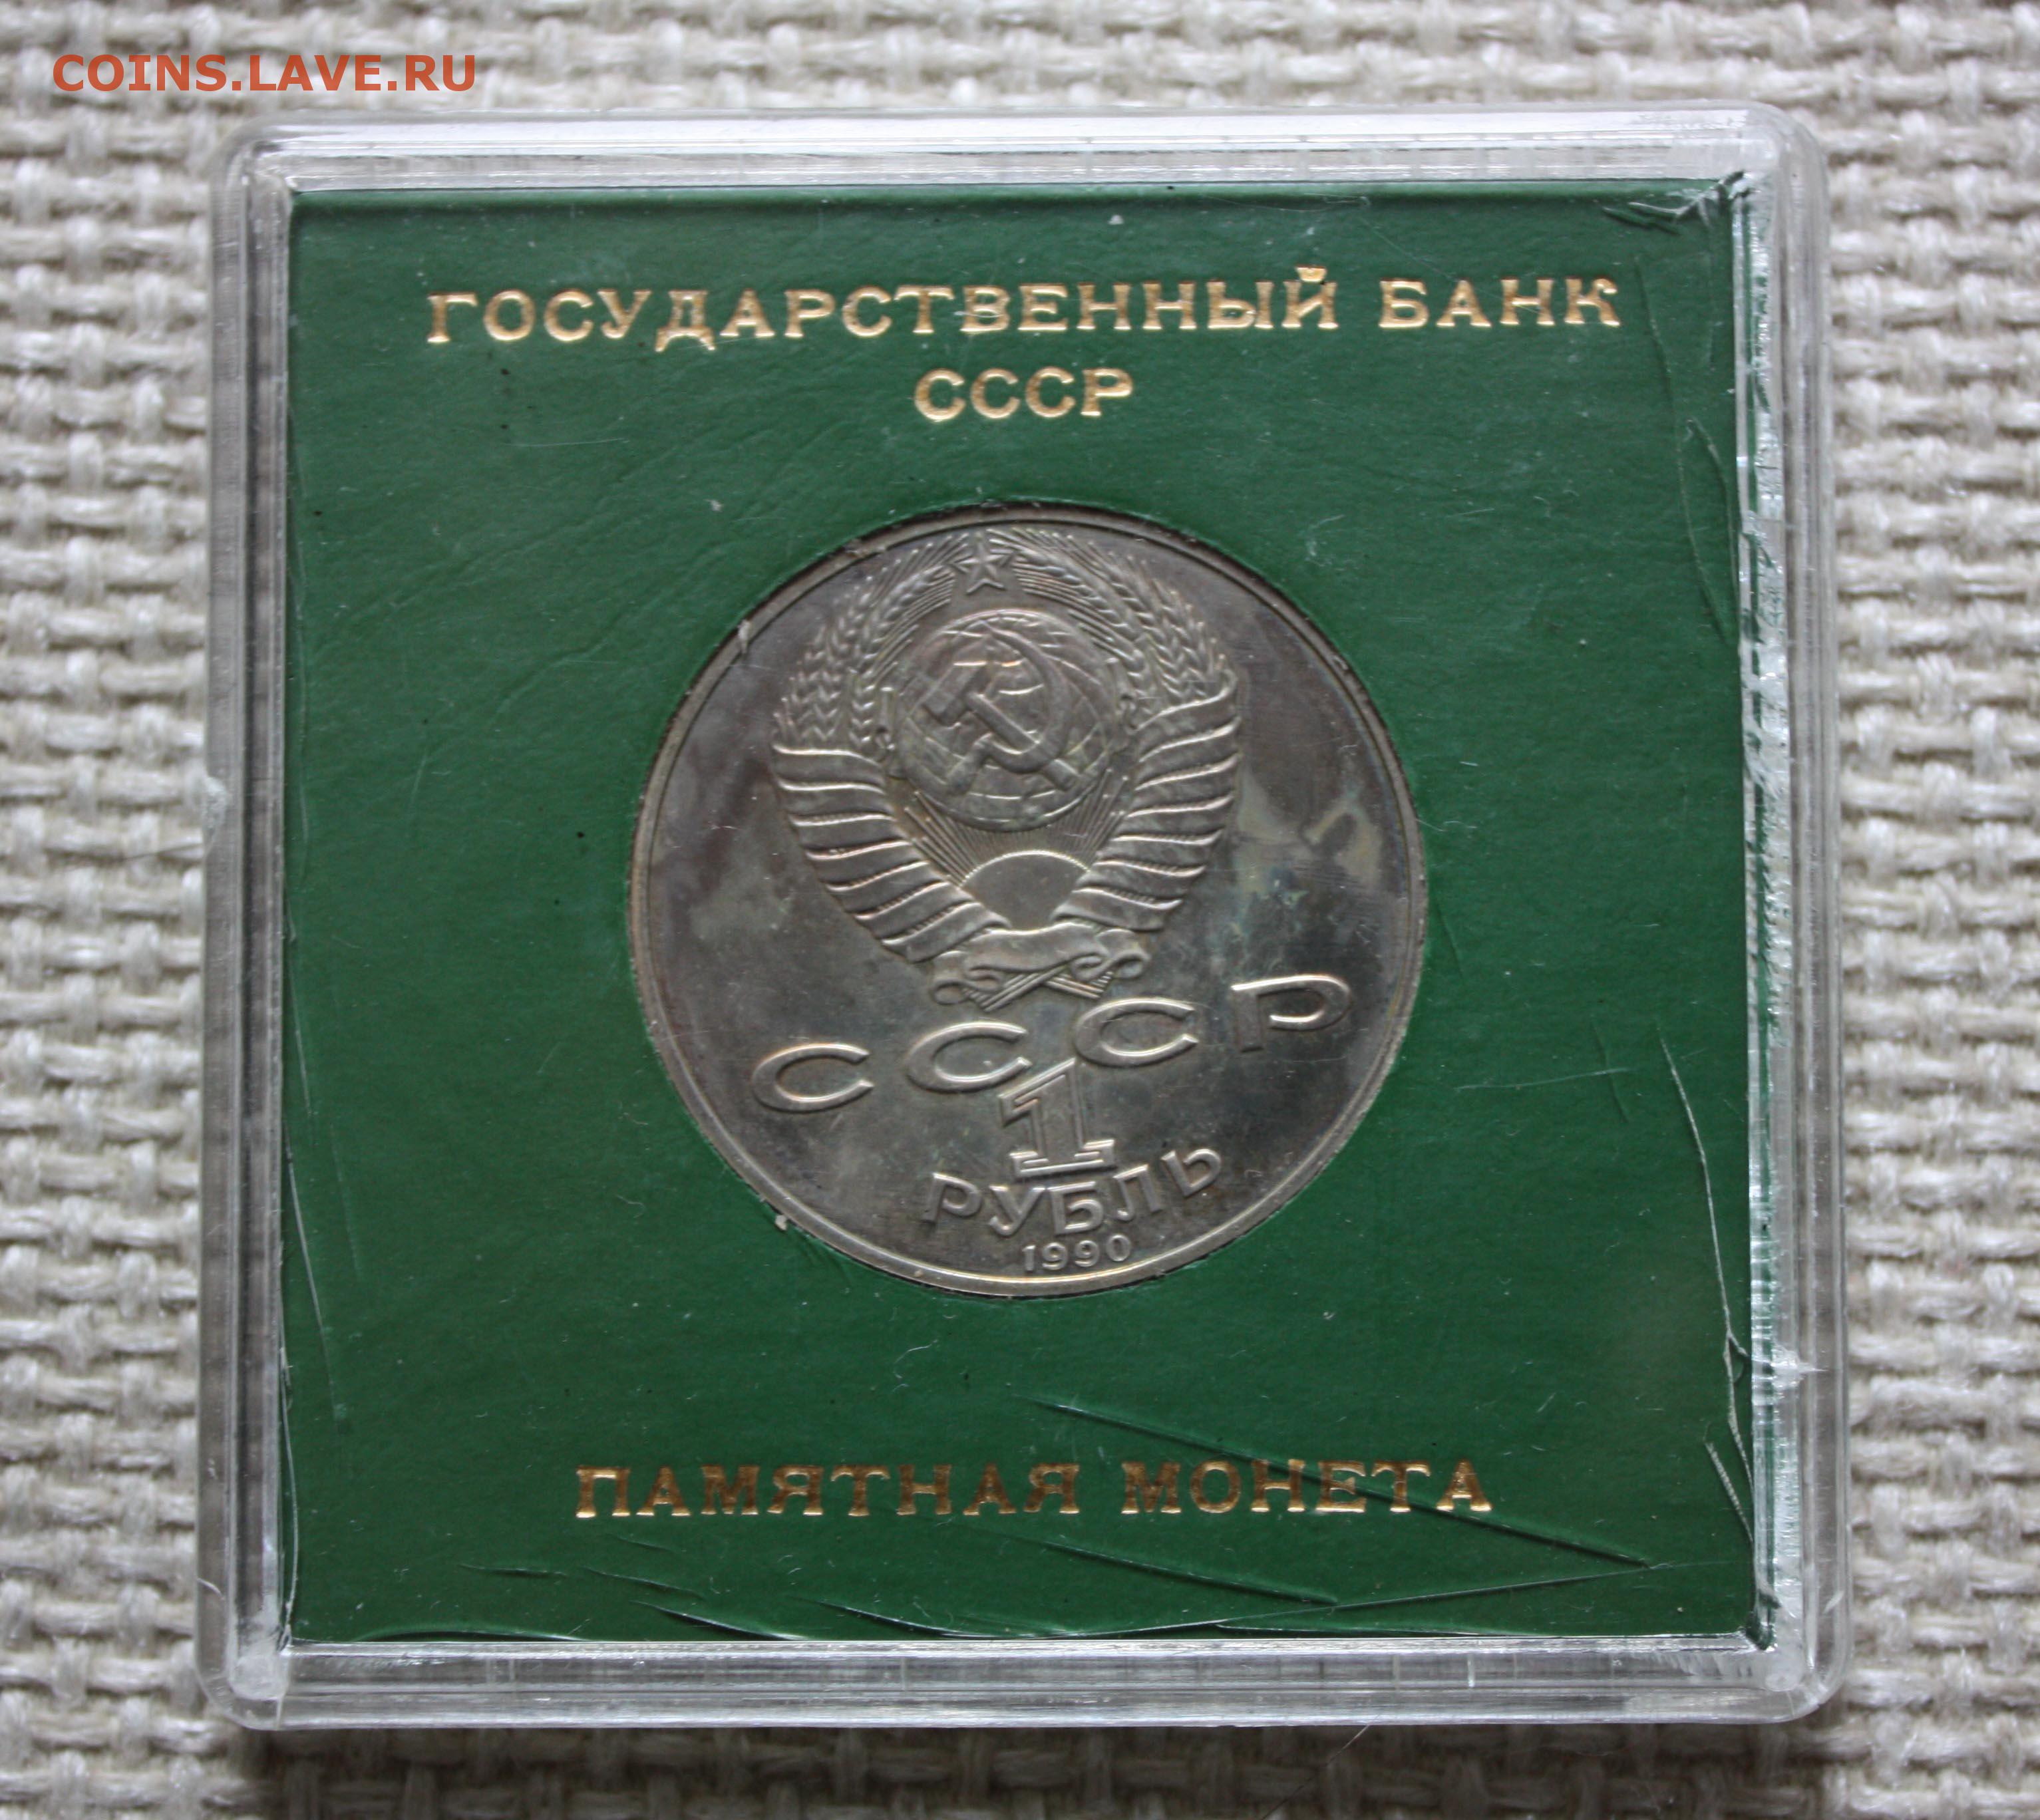 COINS.LAVE.RU
ГОСУДАРСТВЕННЫЙ БАНК
СССР
СССР
1
РУБЛЬ
1990
ПАМЯТНАЯ МОНЕТА